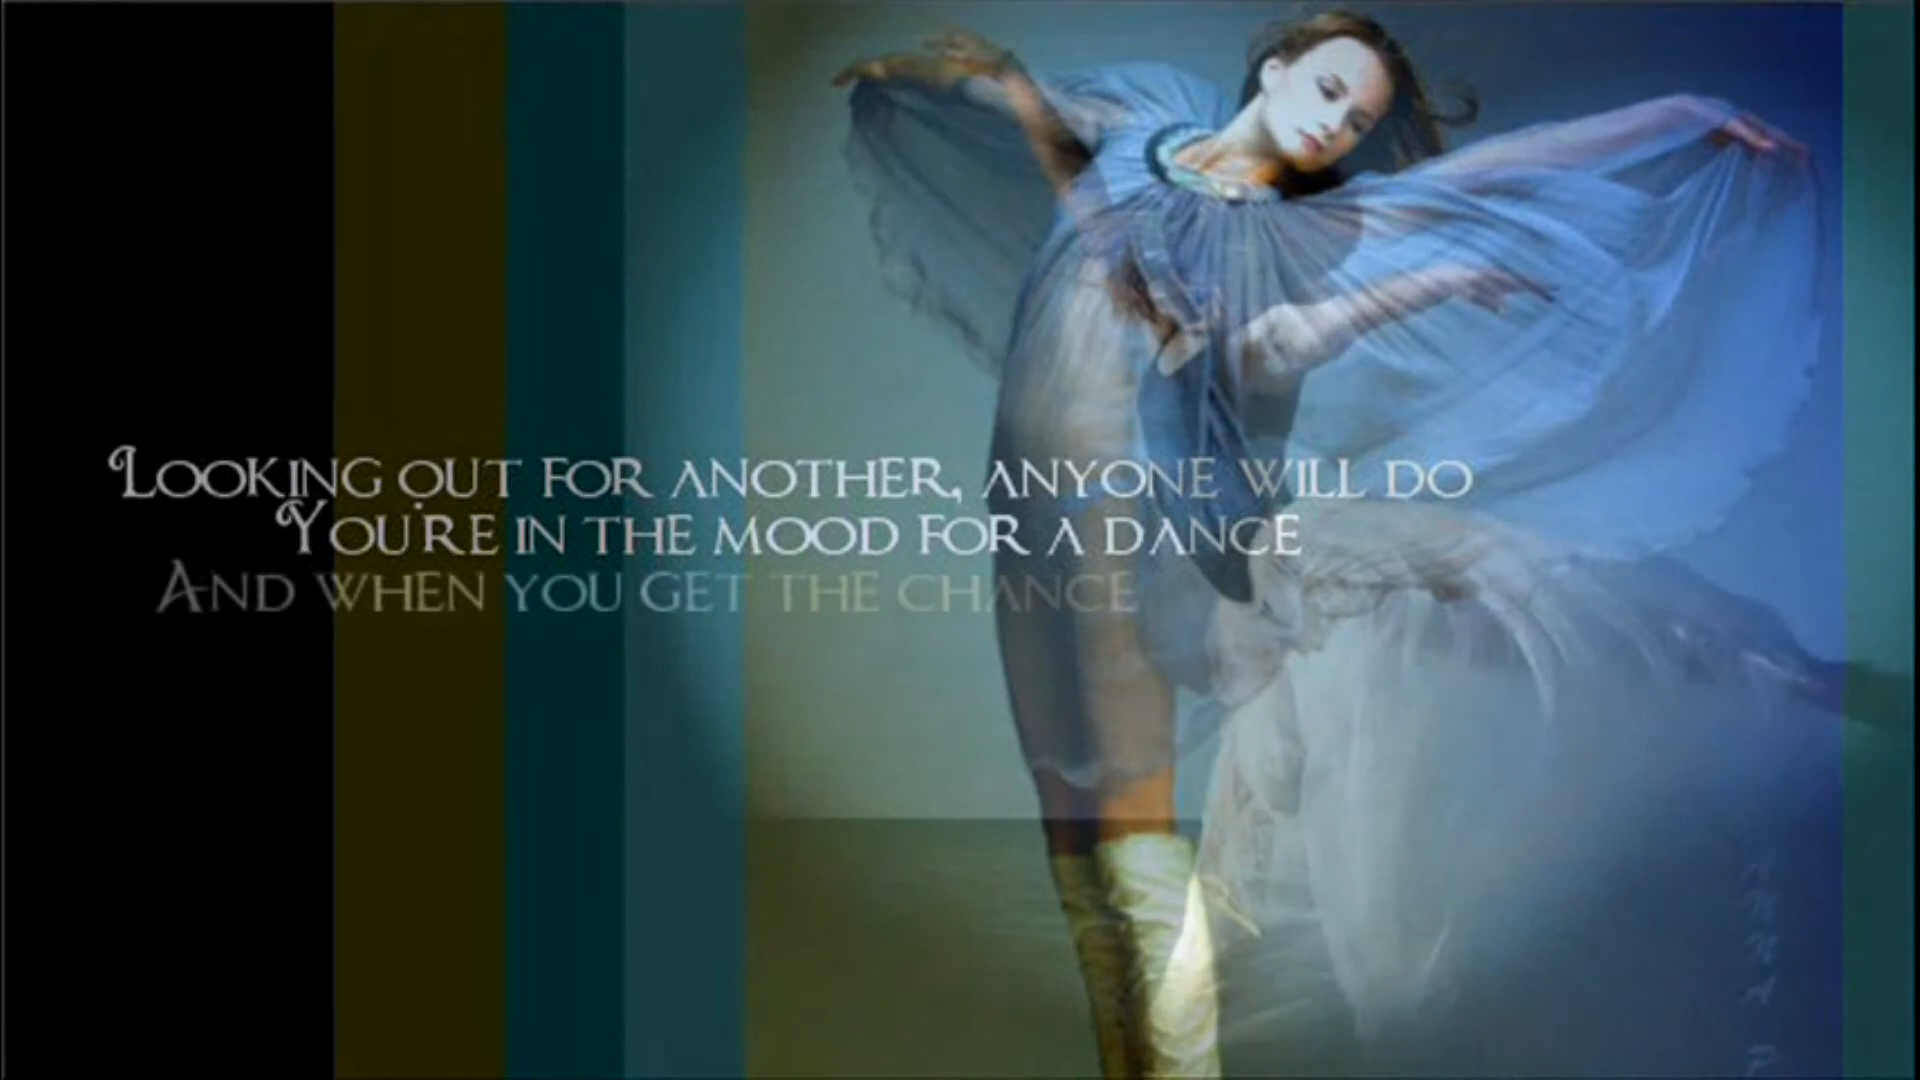 Looking out for another, anyone will do
You're in the mood for a dance
And when you get the chance